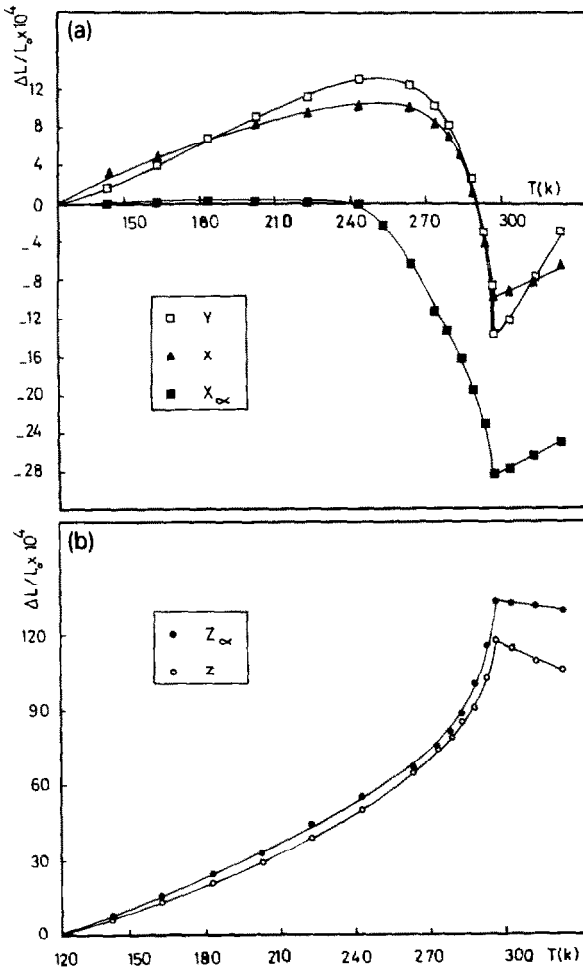 (a)
ΔL/L₀×10⁴
12
8
4
0
-4
-8
-12
-16
-20
-24
-28
150 180 210 240 270 300
T(k)
Y
X
X∝
(b)
ΔL/L₀×10⁴
120
90
60
30
0
Z∝
z
120 150 180 210 240 270 300 T(k)